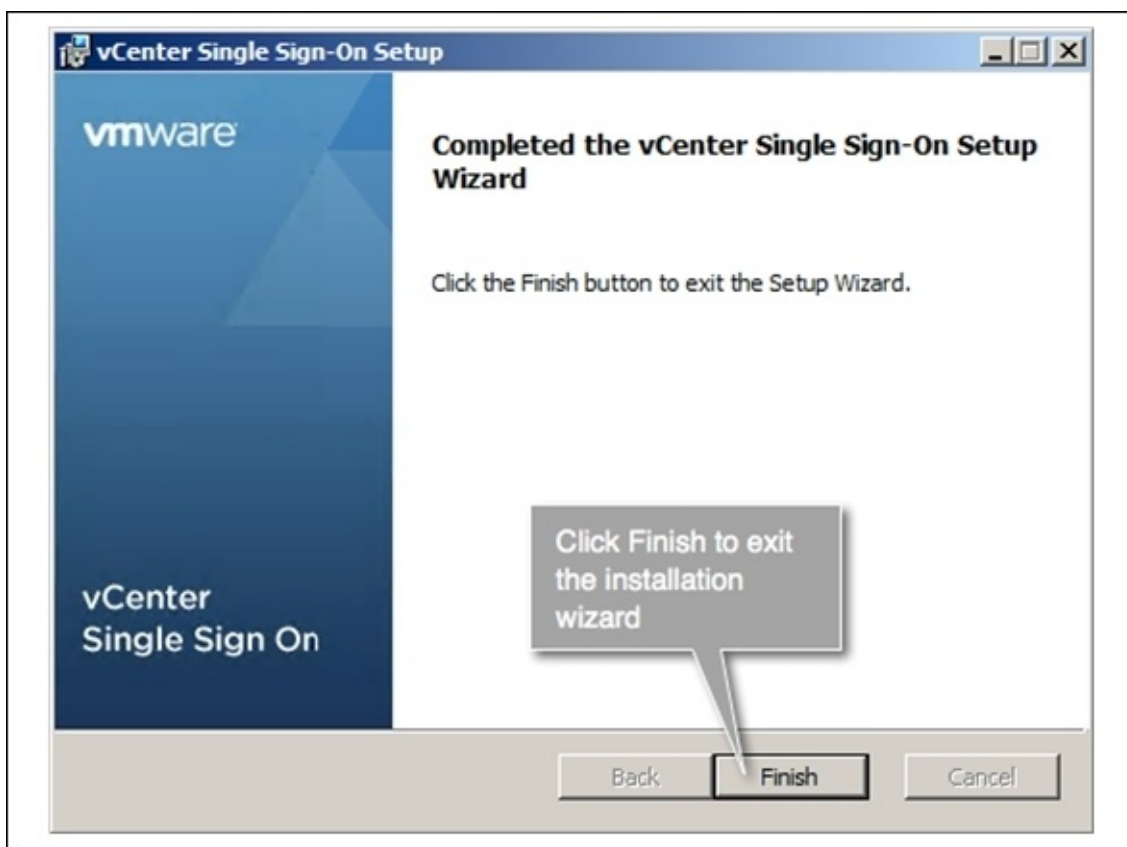 vCenter Single Sign-On Setup
vmware
Completed the vCenter Single Sign-On Setup
Wizard
Click the Finish button to exit the Setup Wizard.
Click Finish to exit
the installation
wizard
vCenter
Single Sign On
Back
Finish
Cancel